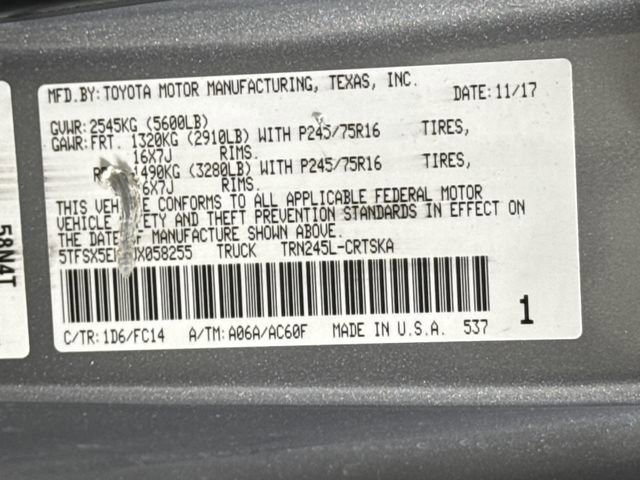 MFD.BY: TOYOTA MOTOR MANUFACTURING, TEXAS, INC.
DATE: 11/17
GVWR: 2545KG (5600LB)
GAWR: FRT. 1320KG (2910LB) WITH P245/75R16 TIRES,
16X7J RIMS.
1490KG (3280LB) WITH P245/75R16 TIRES,
6X7J RIMS.
THIS CONFORMS TO ALL APPLICABLE FEDERAL MOTOR
VEHICLE AND THEFT PREVENTION STANDARDS IN EFFECT ON
THE DATE MANUFACTURE SHOWN ABOVE.
TRUCK TRN245L-CRTSKA
C/TR: 1D6/FC14 A/TM: A06A/AC60F MADE IN U.S.A. 537
1
58N4T